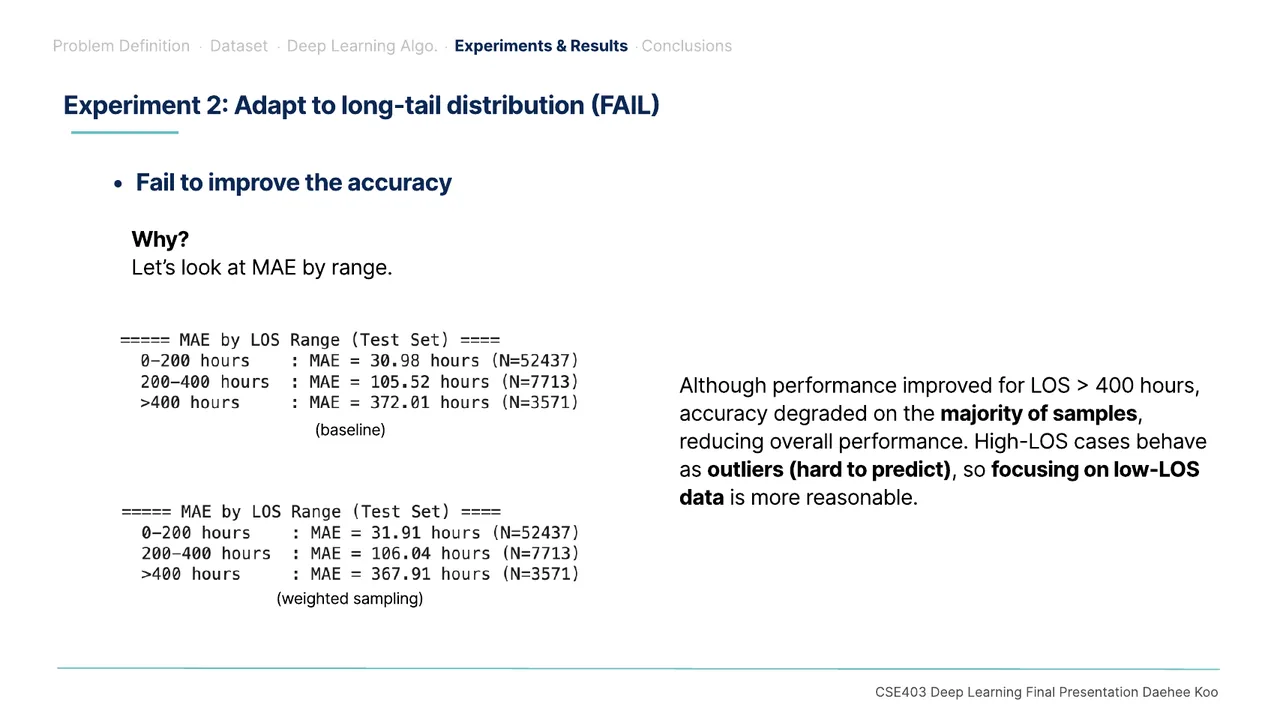 Problem Definition · Dataset · Deep Learning Algo. · Experiments & Results · Conclusions
Experiment 2: Adapt to long-tail distribution (FAIL)
• Fail to improve the accuracy
Why?
Let's look at MAE by range.
===== MAE by LOS Range (Test Set) ====
0-200 hours : MAE = 30.98 hours (N=52437)
200-400 hours : MAE = 105.52 hours (N=7713)
>400 hours : MAE = 372.01 hours (N=3571)
(baseline)
===== MAE by LOS Range (Test Set) ====
0-200 hours : MAE = 31.91 hours (N=52437)
200-400 hours : MAE = 106.04 hours (N=7713)
>400 hours : MAE = 367.91 hours (N=3571)
(weighted sampling)
Although performance improved for LOS > 400 hours,
accuracy degraded on the majority of samples,
reducing overall performance. High-LOS cases behave
as outliers (hard to predict), so focusing on low-LOS
data is more reasonable.
CSE403 Deep Learning Final Presentation Daehee Koo